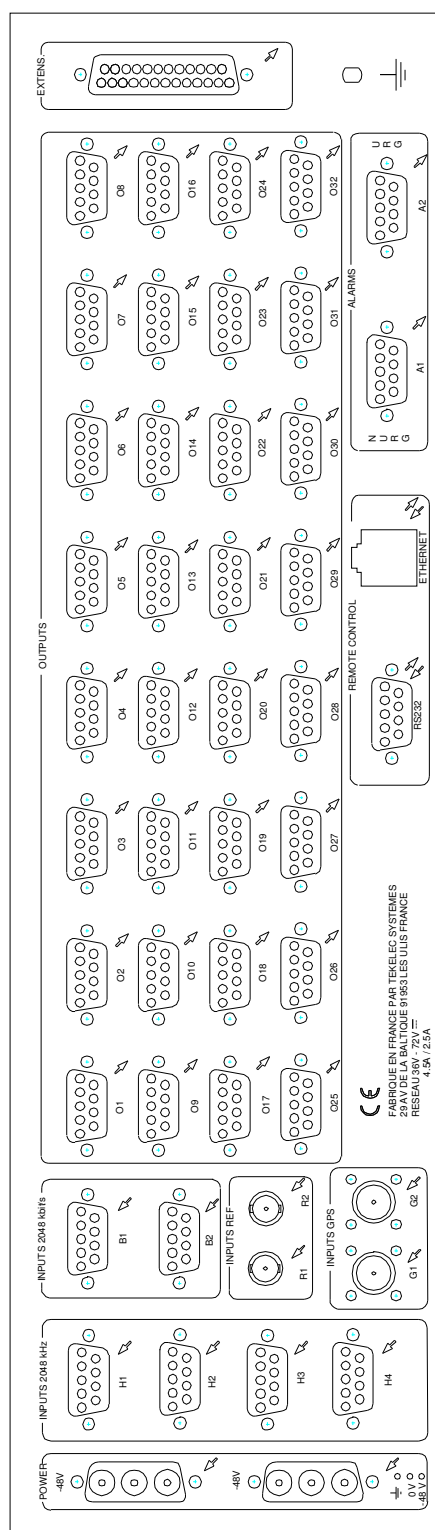 POWER
-48V
-48V
0V
-48 V
INPUTS 2048 kHz
H1
H2
H3
H4
INPUTS 2048 kbits
B1
B2
INPUTS REF
R1
R2
INPUTS GPS
G1
G2
OUTPUTS
O1
O2
O3
O4
O5
O6
O7
O8
O9
O10
O11
O12
O13
O14
O15
O16
O17
O18
O19
O20
O21
O22
O23
O24
O25
O26
O27
O28
O29
O30
O31
O32
CE
FABRIQUE EN FRANCE PAR TEKELEC SYSTEMES
29 AV DE LA BALTIQUE 91953 LES ULIS FRANCE
RESEAU 36V - 72V
4.5A / 2.5A
REMOTE CONTROL
RS232
ETHERNET
ALARMS
NURG
A1
A2
URG
EXTENS.